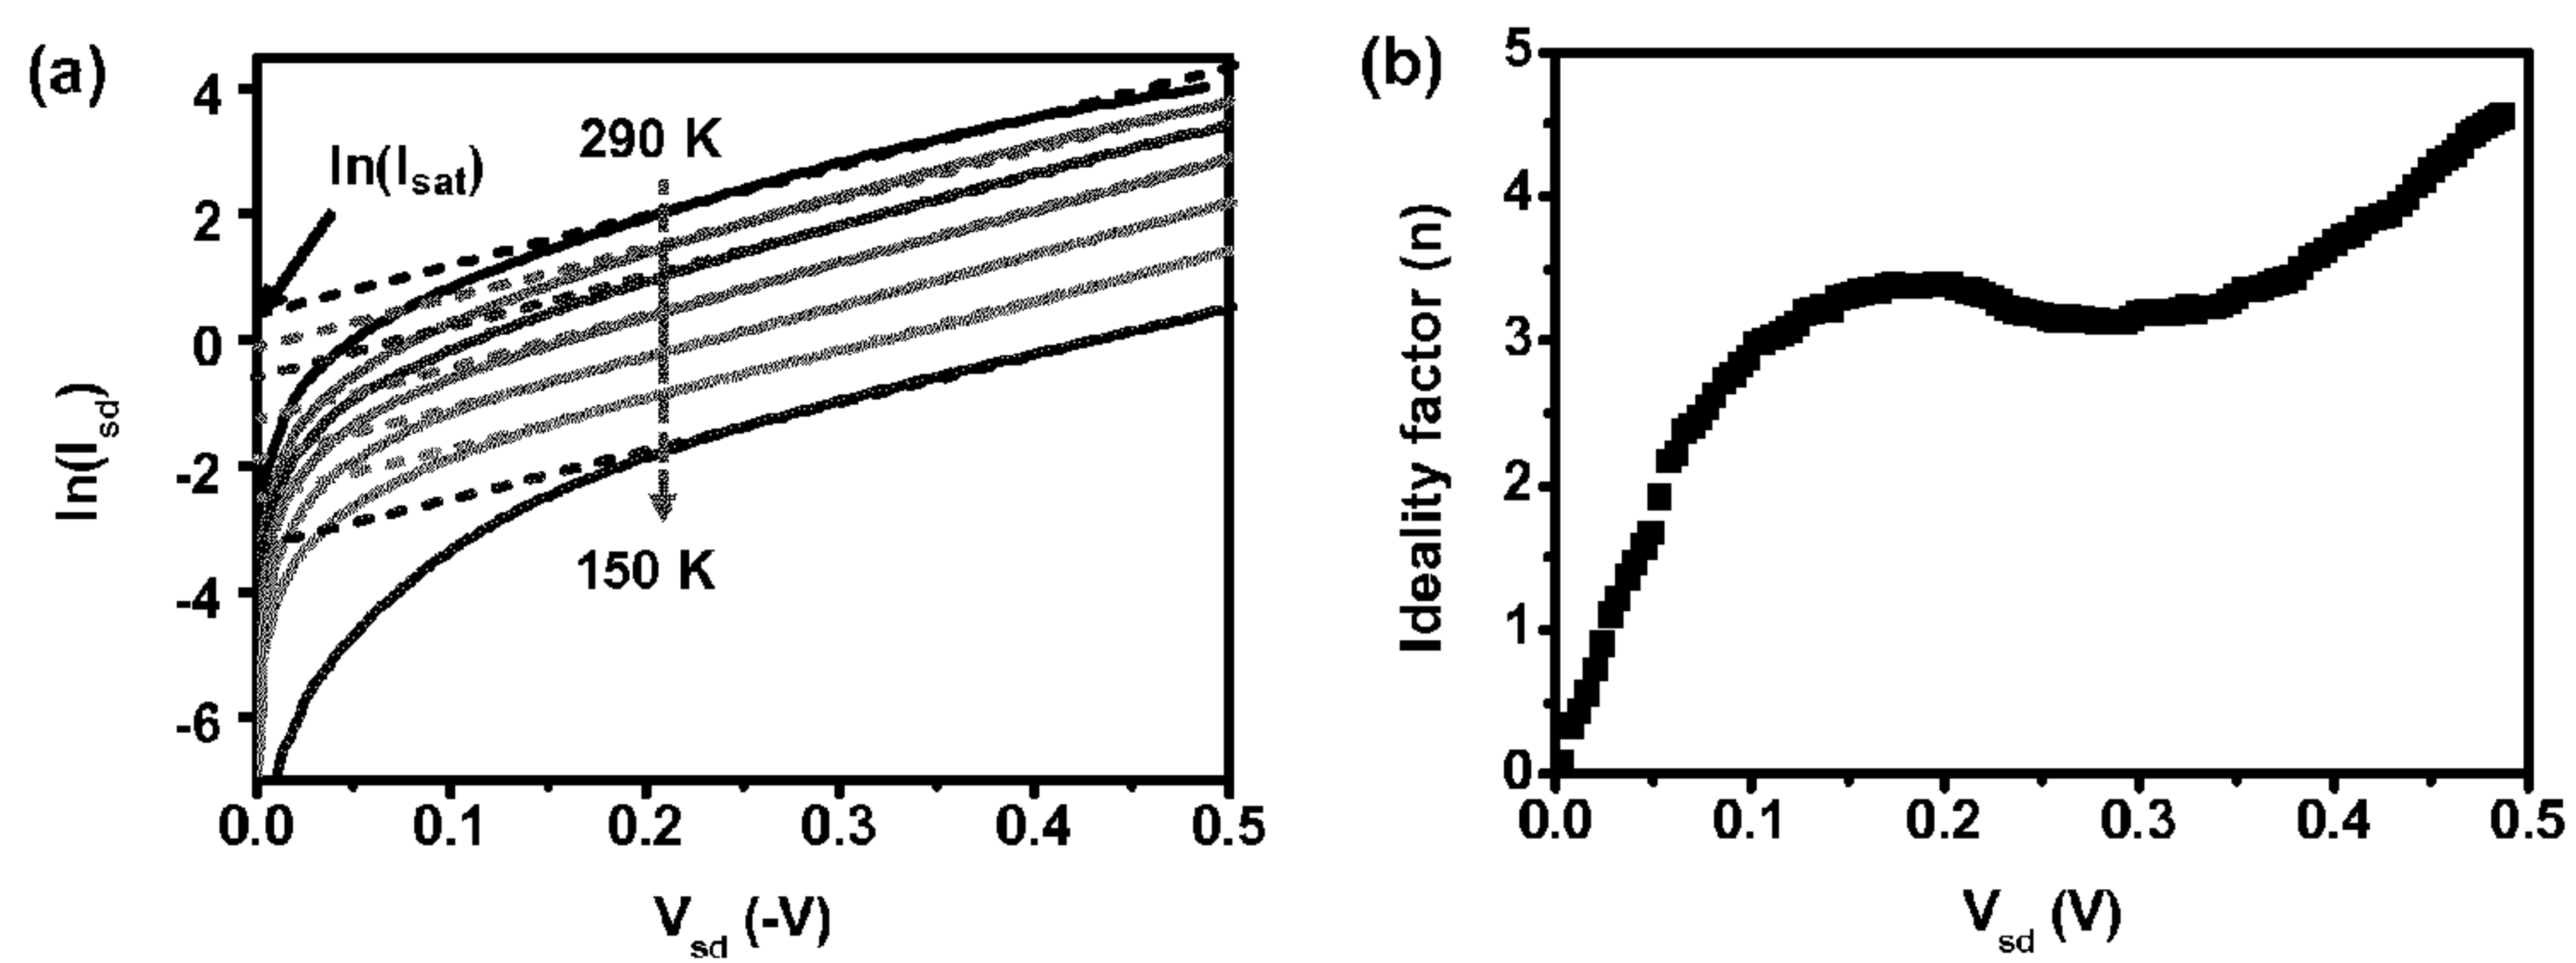 (a)
4
2
0
-2
-4
-6
ln(I_sd)
ln(I_sat)
290 K
150 K
0.0 0.1 0.2 0.3 0.4 0.5
V_sd (-V)
(b)
5
4
3
2
1
0
Ideality factor (n)
0.0 0.1 0.2 0.3 0.4 0.5
V_sd (V)